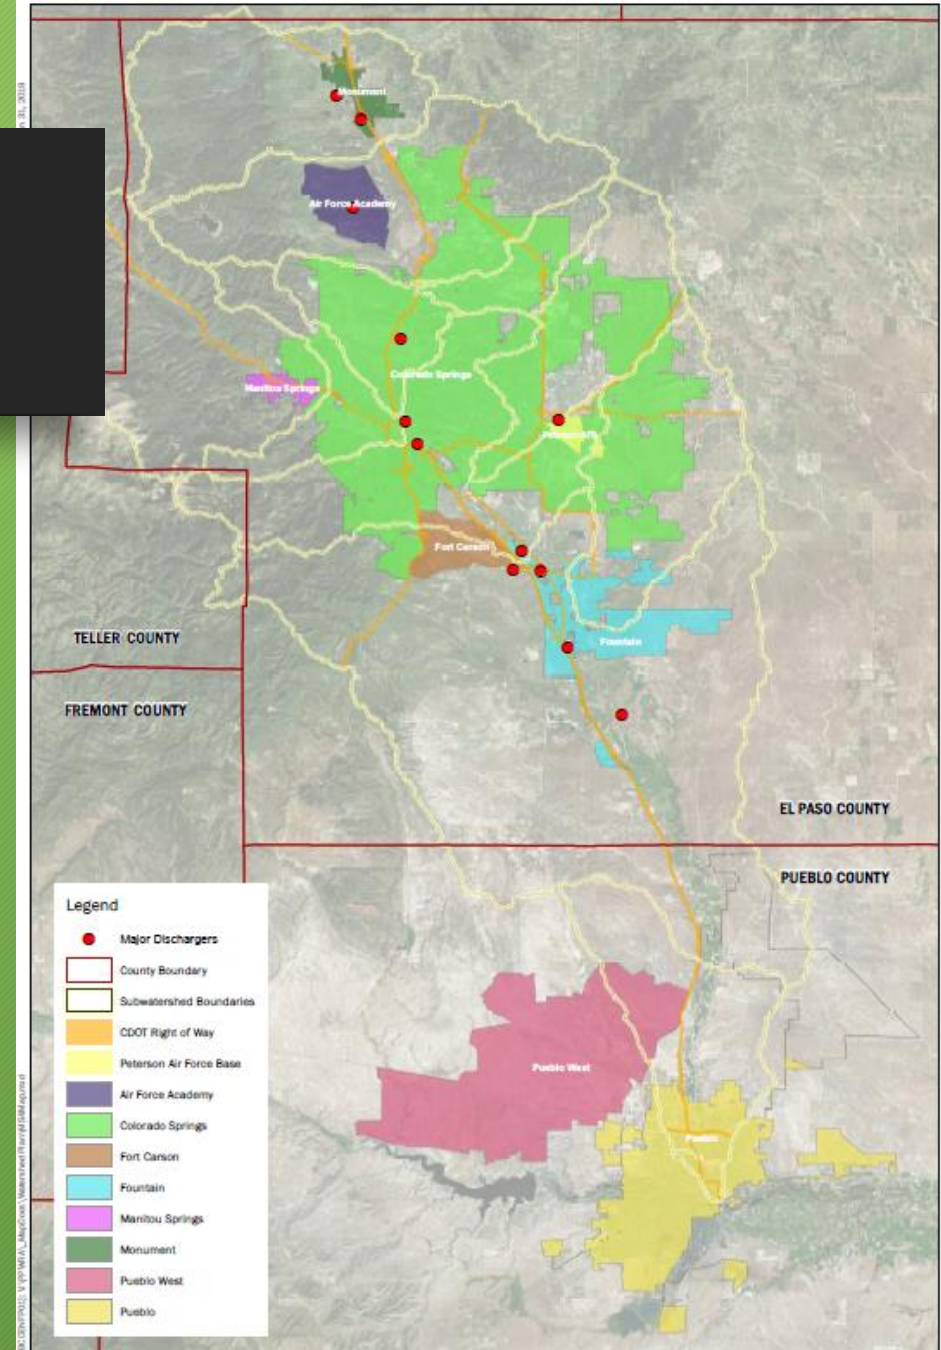 Monument
Air Force Academy
Colorado Springs
Manitou Springs
Fort Carson
Fountain
TELLER COUNTY
FREMONT COUNTY
EL PASO COUNTY
PUEBLO COUNTY
Pueblo West
Pueblo
Legend
Major Dischargers
County Boundary
Subwatershed Boundaries
CDOT Right of Way
Peterson Air Force Base
Air Force Academy
Colorado Springs
Fort Carson
Fountain
Manitou Springs
Monument
Pueblo West
Pueblo